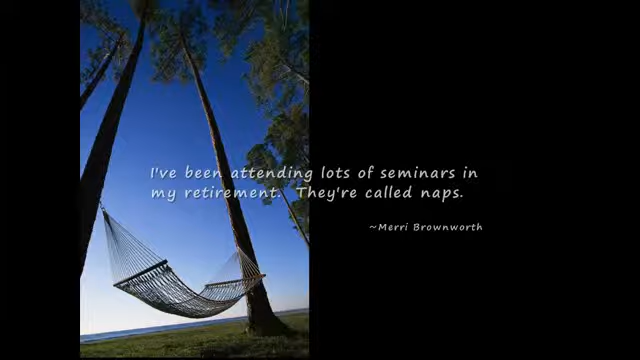 I've been attending lots of seminars in
my retirement.  They're called naps.
~Merri Brownworth